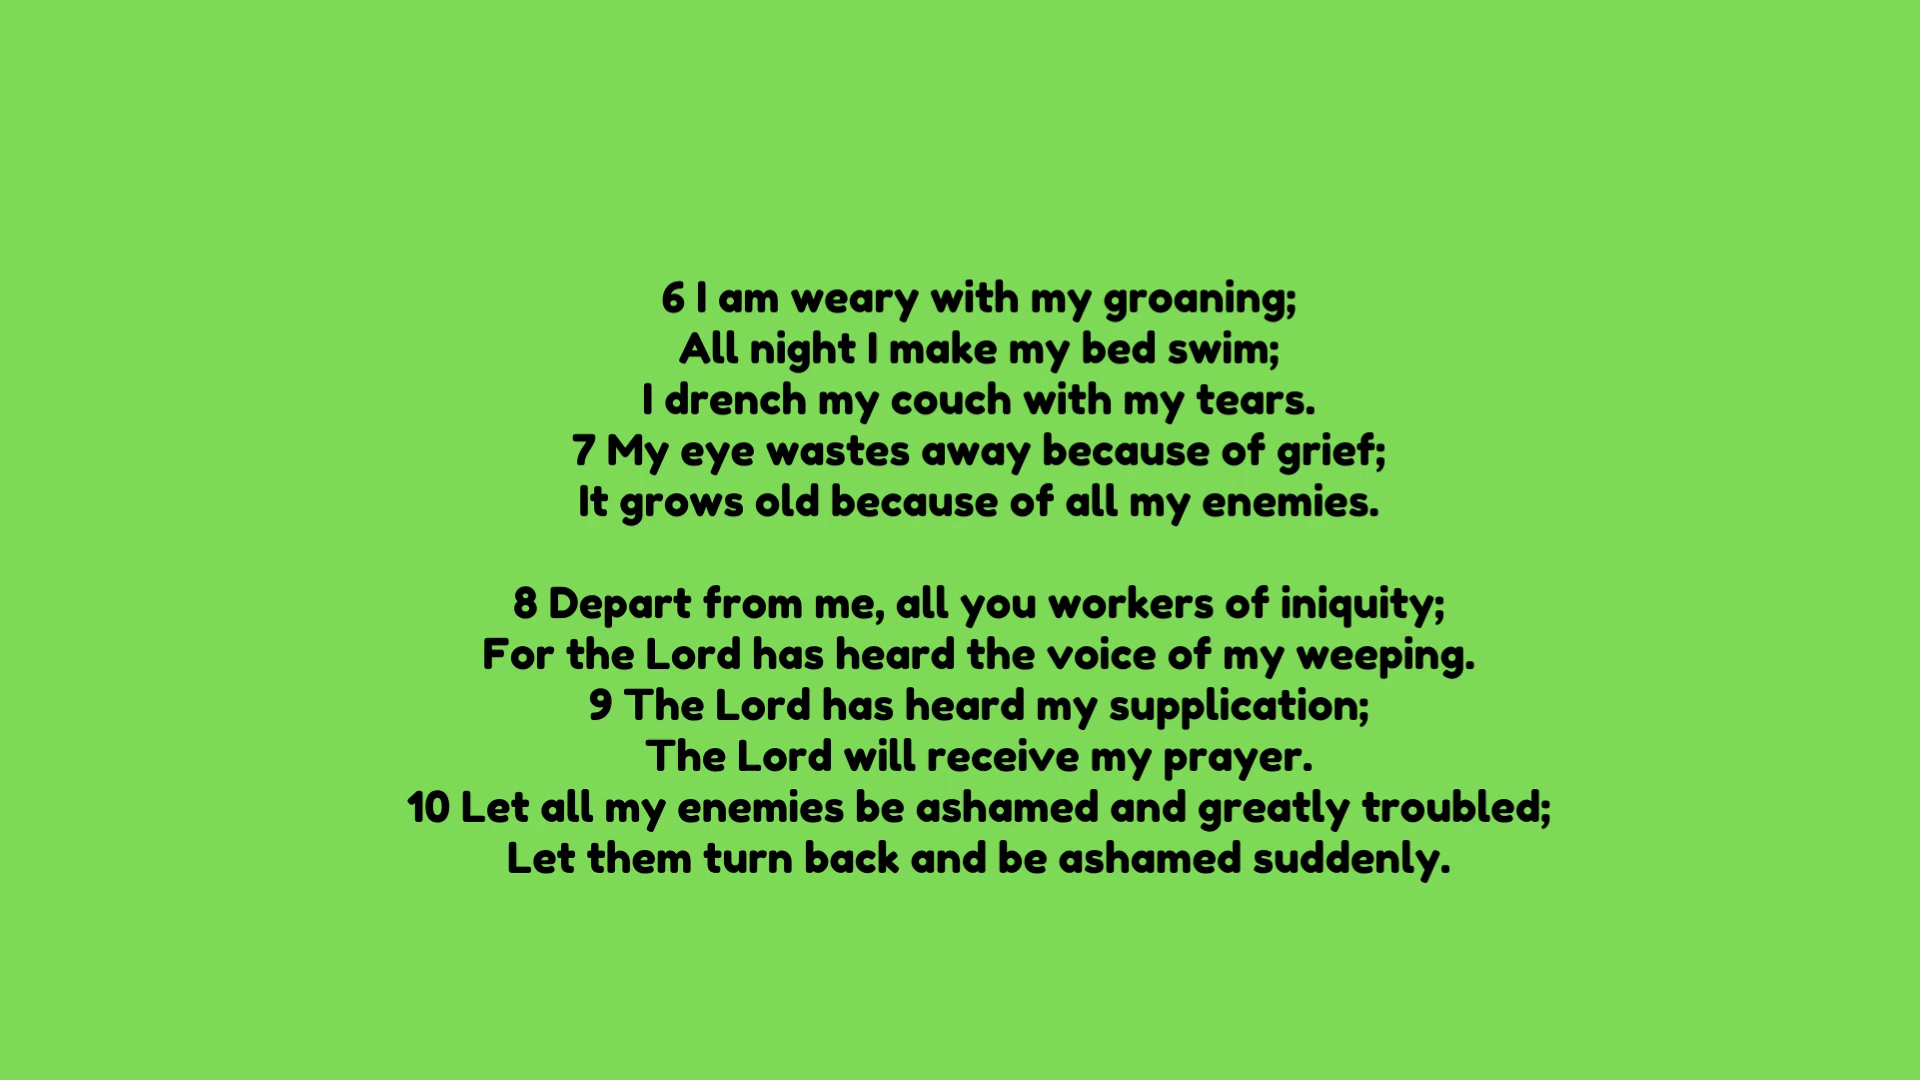 6 I am weary with my groaning;
All night I make my bed swim;
I drench my couch with my tears.
7 My eye wastes away because of grief;
It grows old because of all my enemies.
8 Depart from me, all you workers of iniquity;
For the Lord has heard the voice of my weeping.
9 The Lord has heard my supplication;
The Lord will receive my prayer.
10 Let all my enemies be ashamed and greatly troubled;
Let them turn back and be ashamed suddenly.